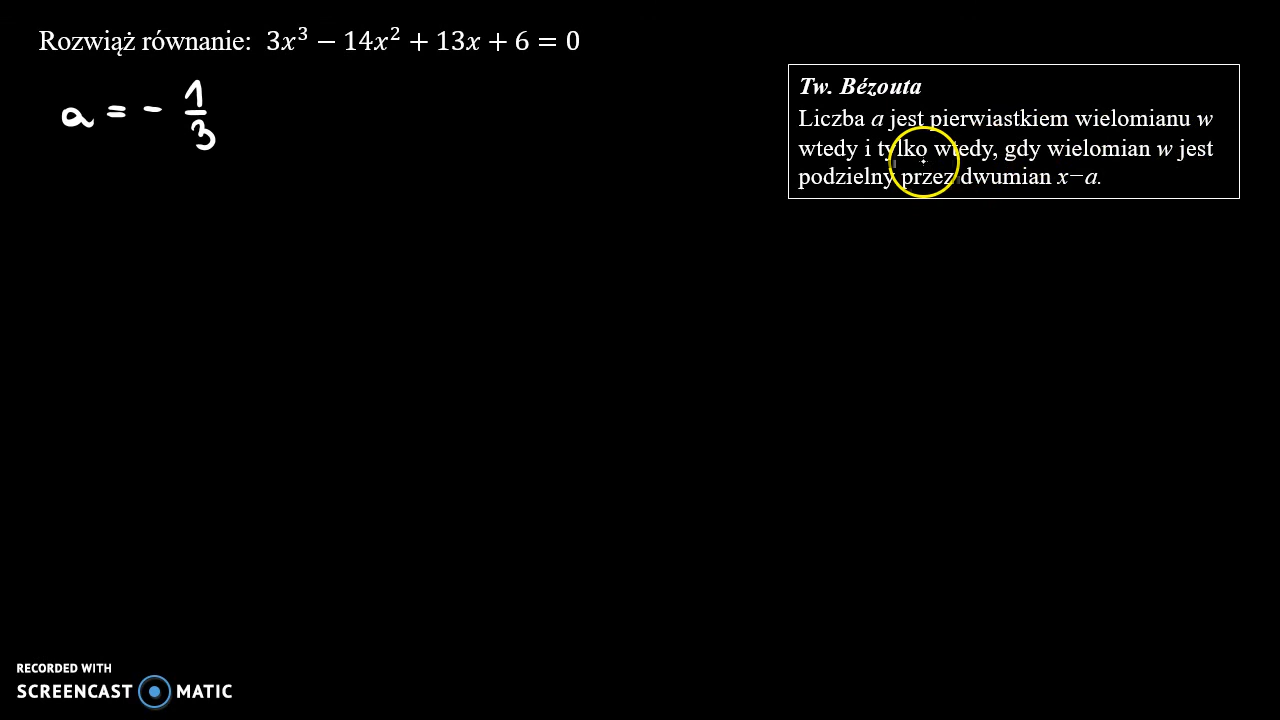 Rozwiąż równanie: 3x³ − 14x² + 13x + 6 = 0
a = - 1/3
Tw. Bézouta
Liczba a jest pierwiastkiem wielomianu w
wtedy i tylko wtedy, gdy wielomian w jest
podzielny przez dwumian x−a.
RECORDED WITH
SCREENCAST MATIC